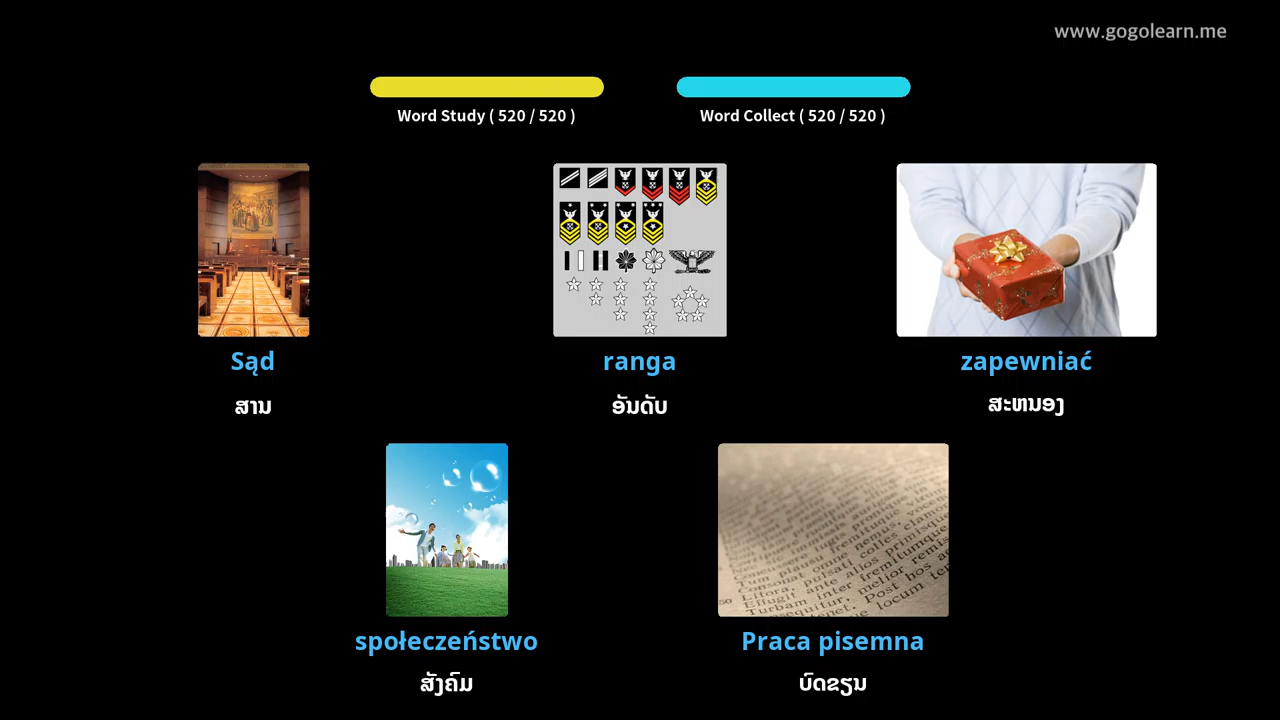 www.gogolearn.me
Word Study ( 520 / 520 )
Word Collect ( 520 / 520 )
Sąd
ranga
zapewniać
ສານ
ອັນດັບ
ສະຫນອງ
społeczeństwo
Praca pisemna
ສັງຄົມ
ບົດຂຽນ